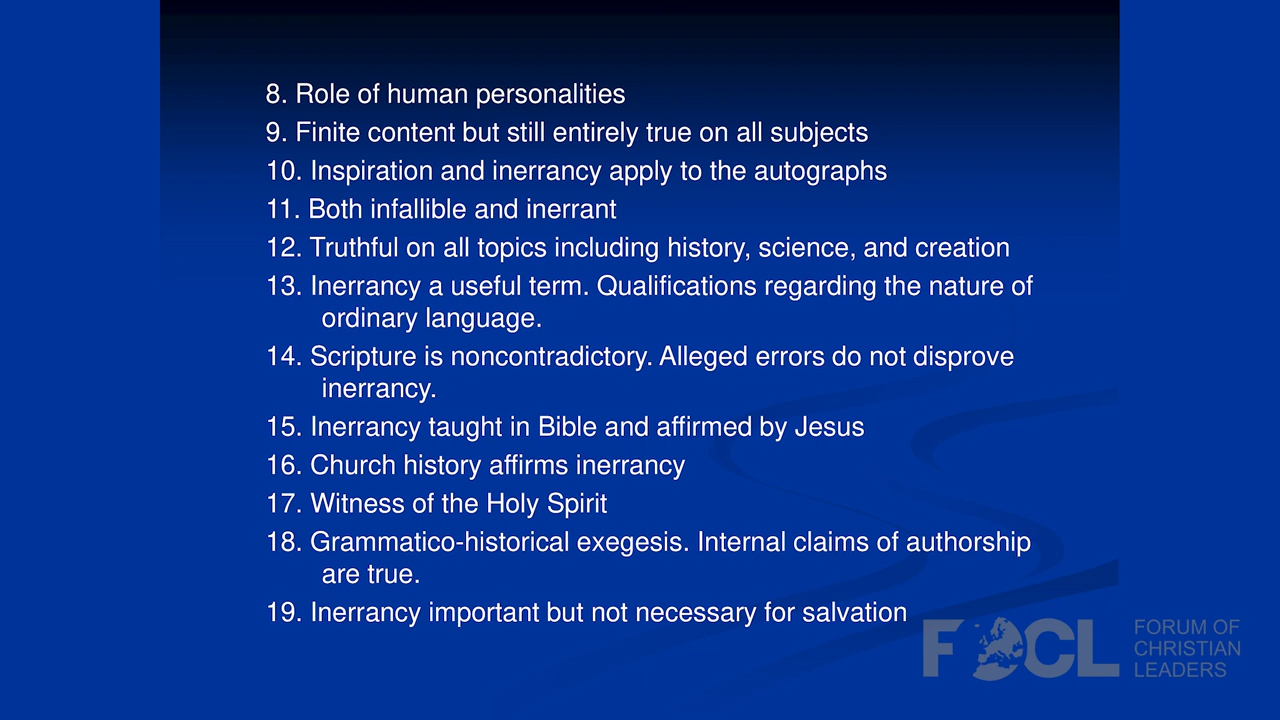 8. Role of human personalities
9. Finite content but still entirely true on all subjects
10. Inspiration and inerrancy apply to the autographs
11. Both infallible and inerrant
12. Truthful on all topics including history, science, and creation
13. Inerrancy a useful term. Qualifications regarding the nature of
ordinary language.
14. Scripture is noncontradictory. Alleged errors do not disprove
inerrancy.
15. Inerrancy taught in Bible and affirmed by Jesus
16. Church history affirms inerrancy
17. Witness of the Holy Spirit
18. Grammatico-historical exegesis. Internal claims of authorship
are true.
19. Inerrancy important but not necessary for salvation
FOCL
FORUM OF
CHRISTIAN
LEADERS